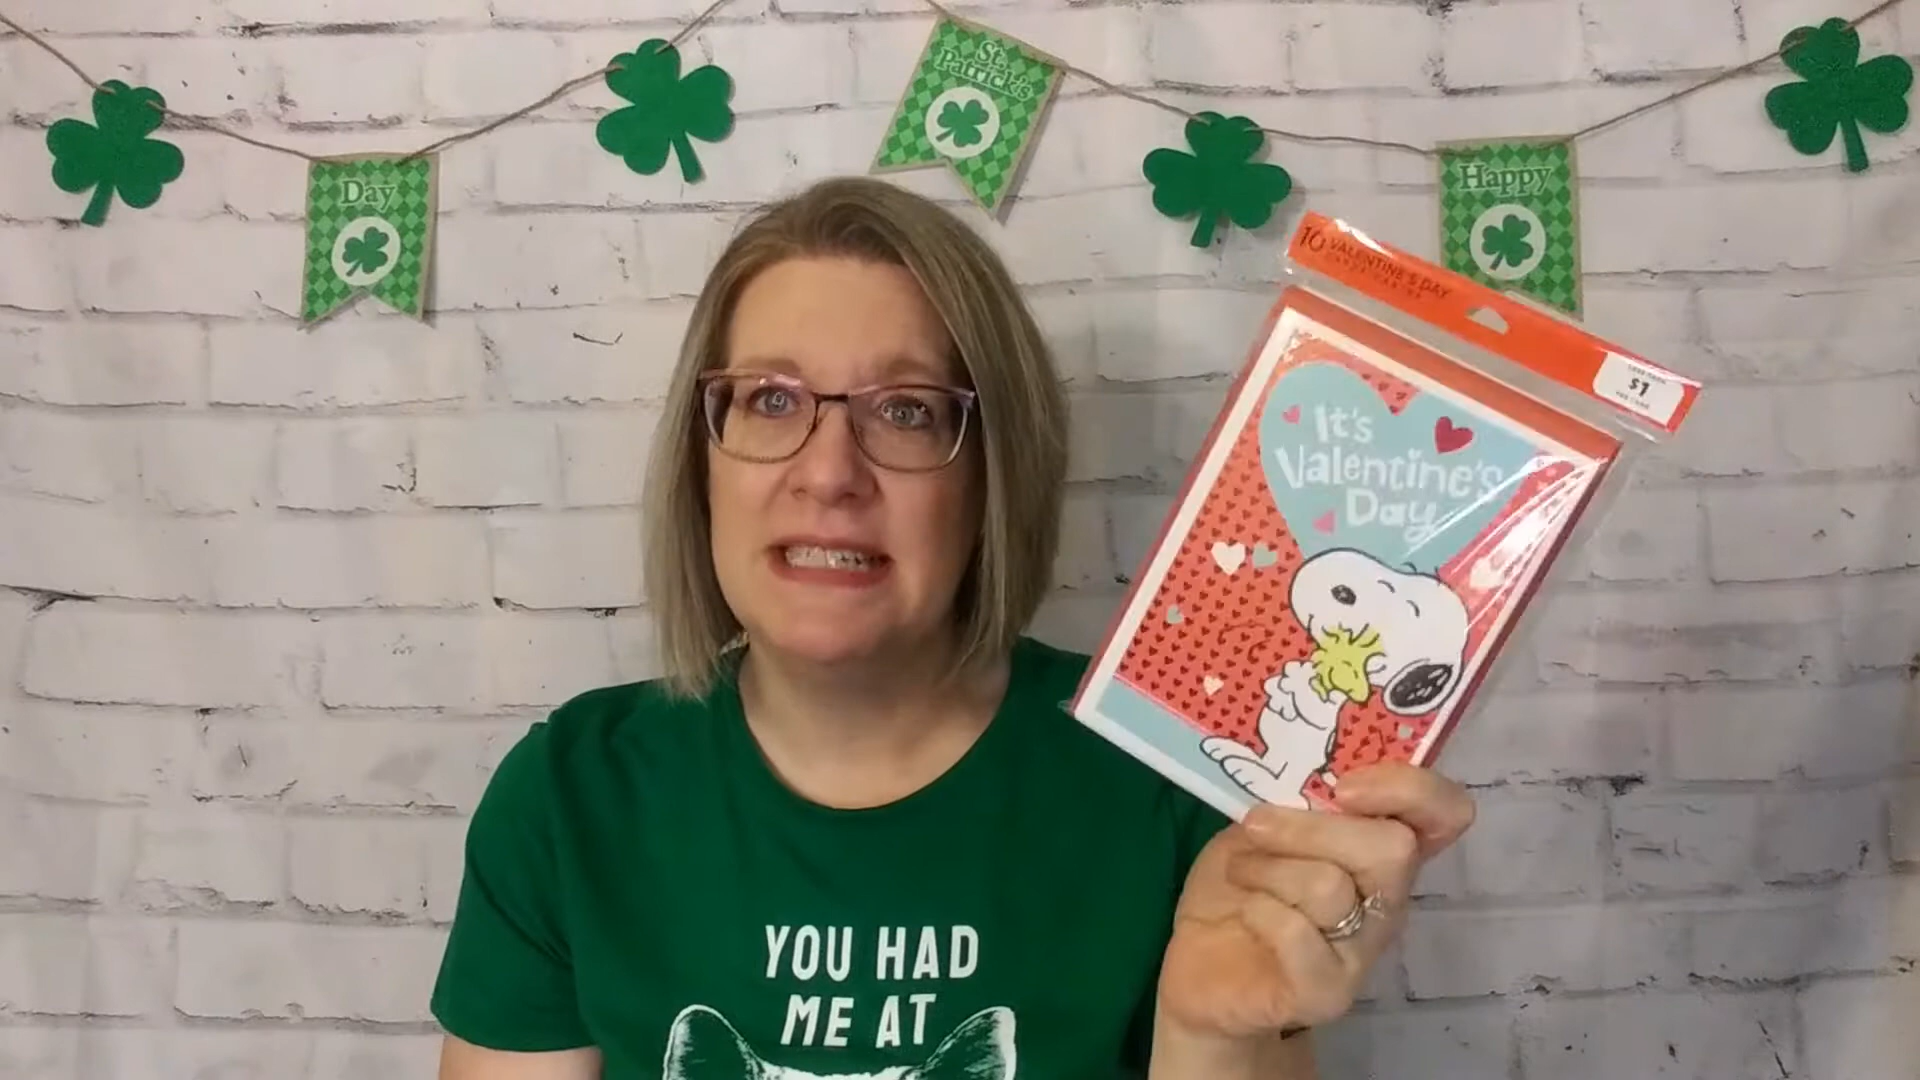 Day
St.
Patrick's
Happy
10 VALENTINE'S DAY
$1
It's
Valentine's
Day
YOU HAD
ME AT